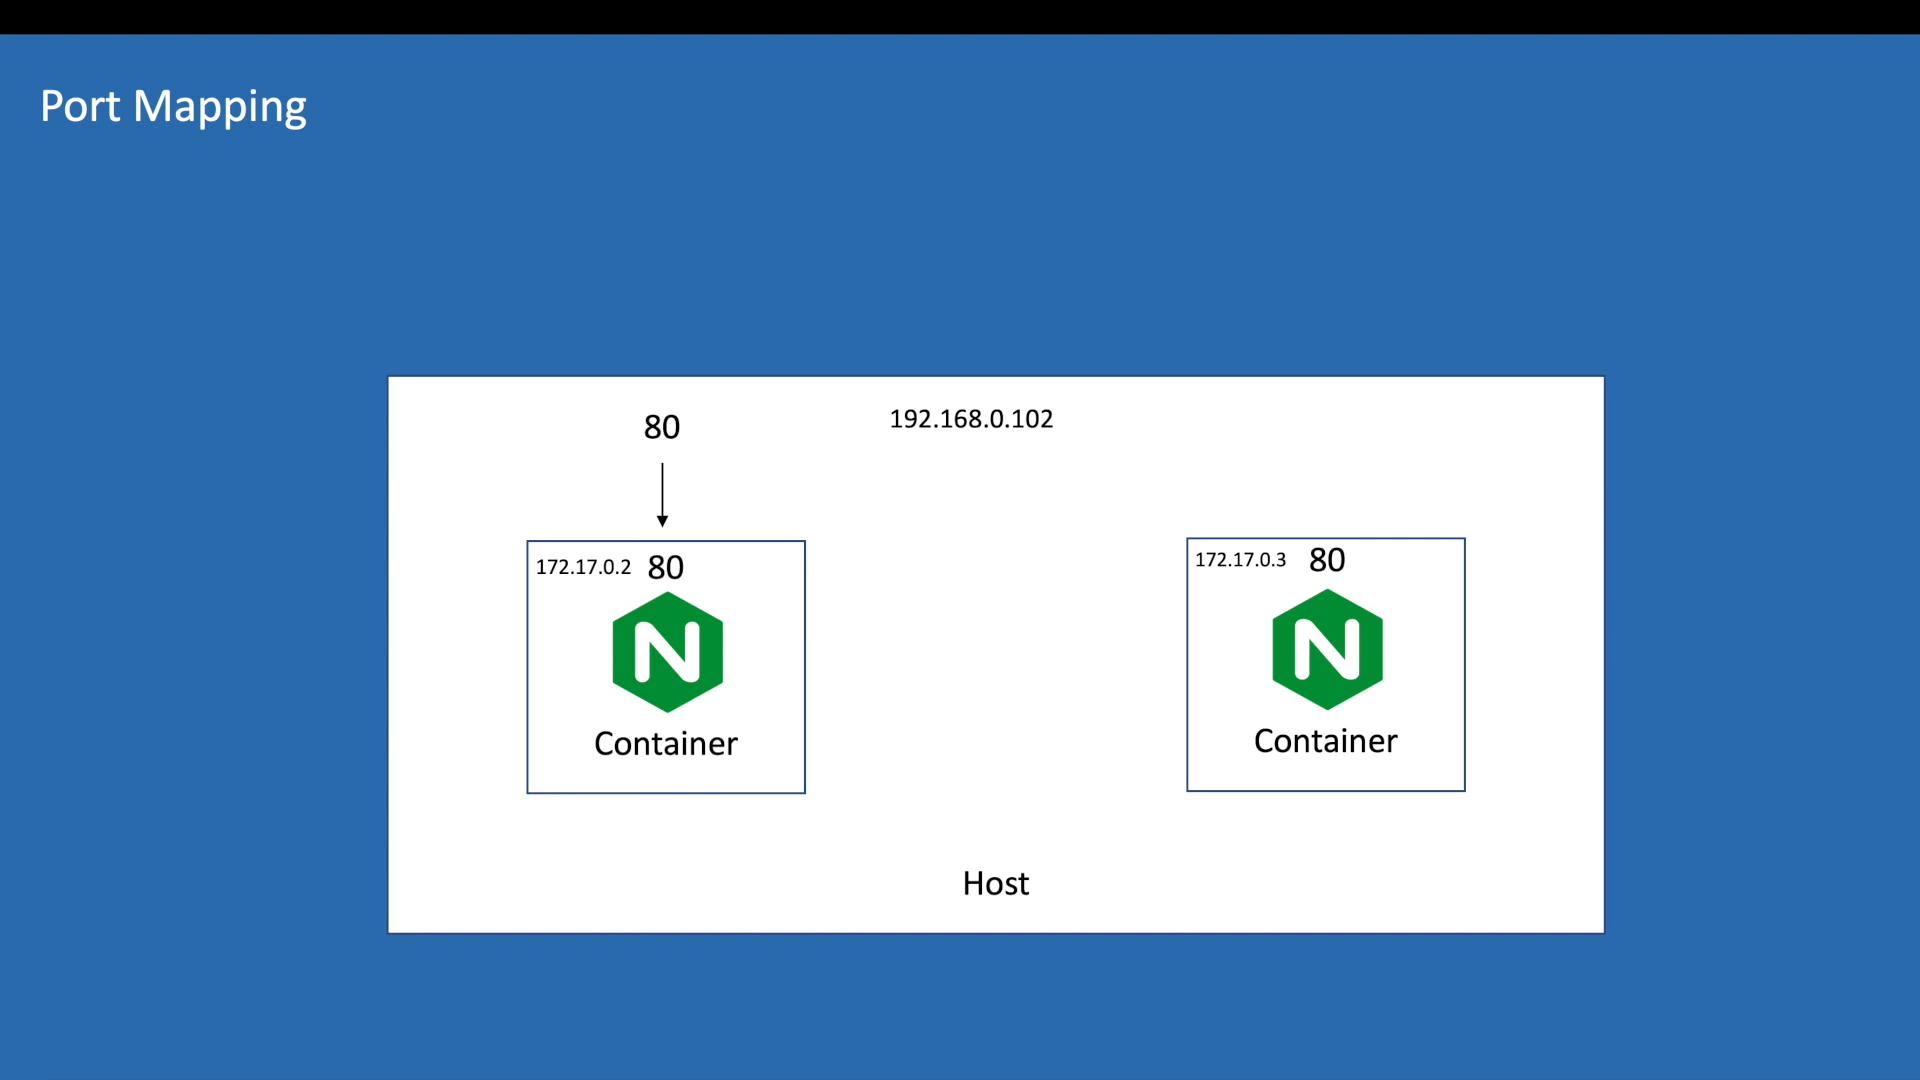 Port Mapping
80
192.168.0.102
172.17.0.2 80
N
Container
172.17.0.3 80
N
Container
Host